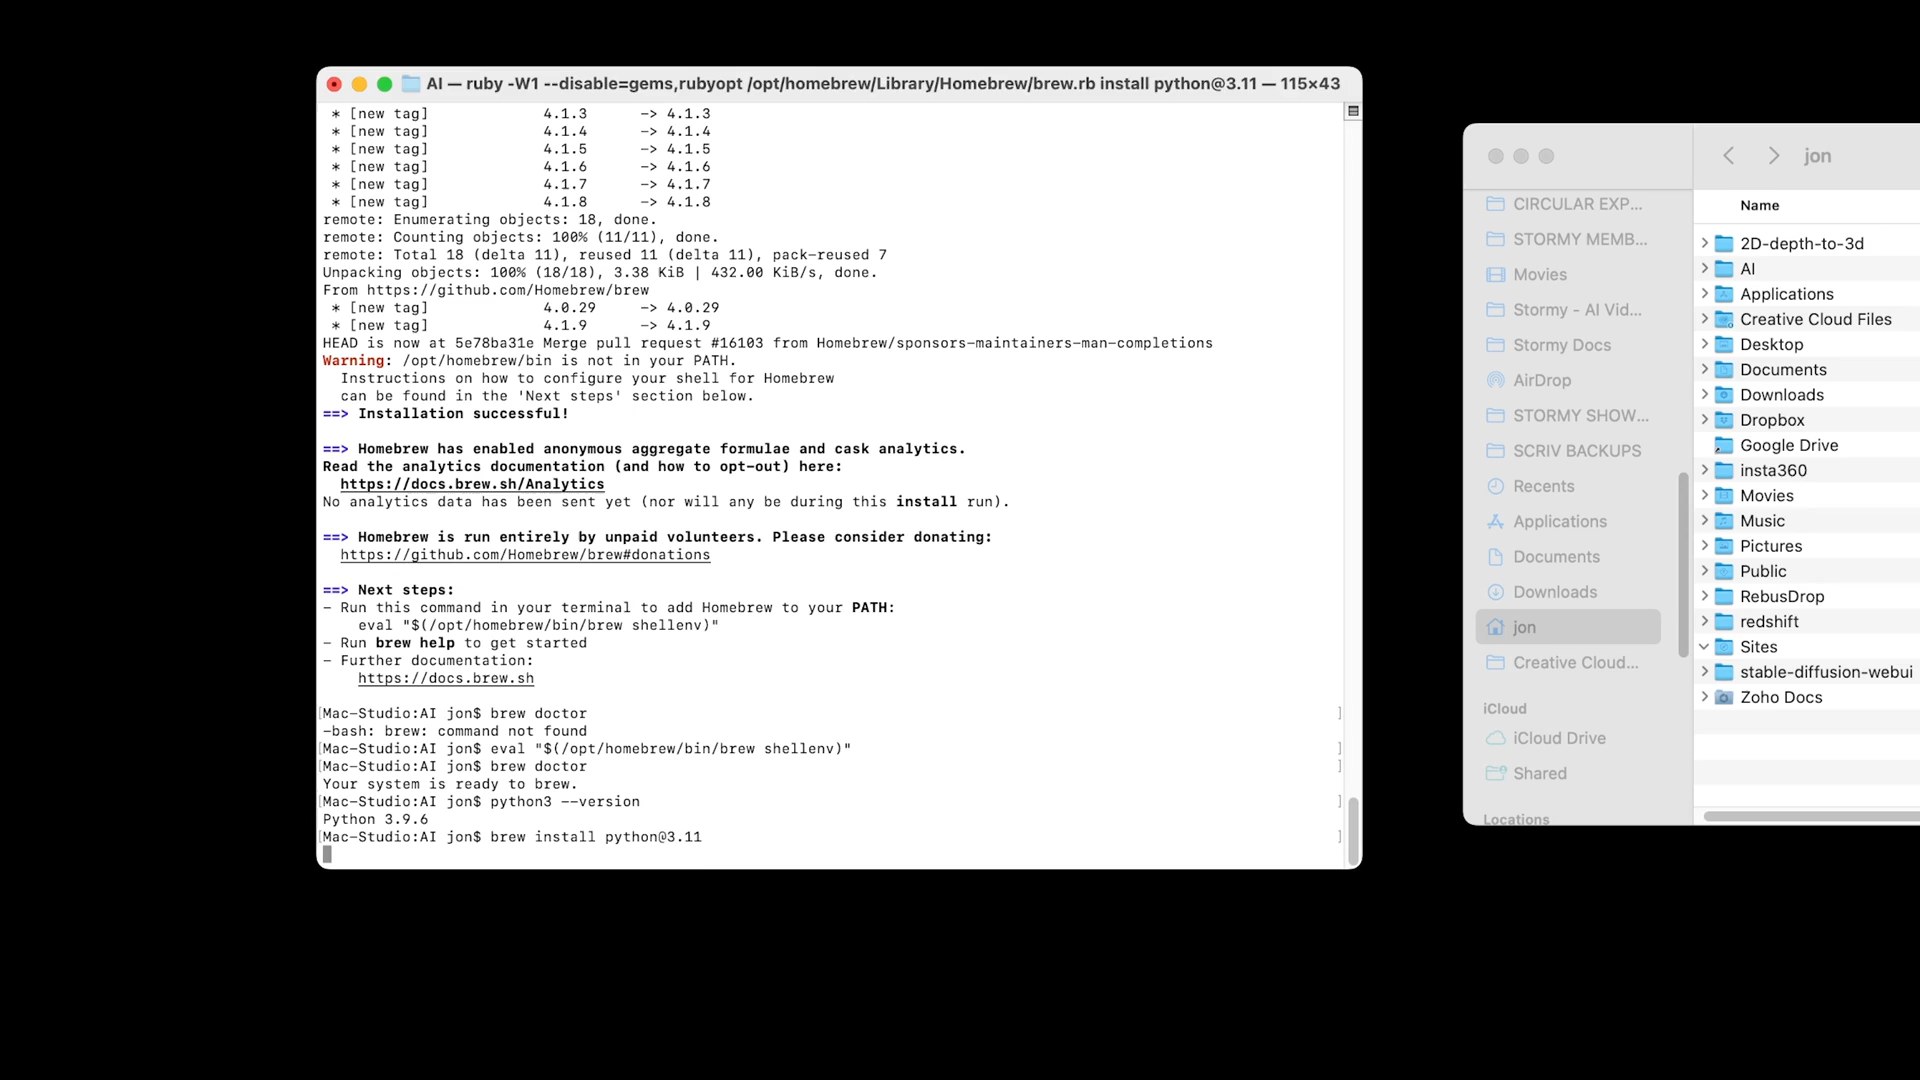 AI — ruby -W1 --disable=gems,rubyopt /opt/homebrew/Library/Homebrew/brew.rb install python@3.11 — 115×43
* [new tag] 4.1.3 -> 4.1.3
* [new tag] 4.1.4 -> 4.1.4
* [new tag] 4.1.5 -> 4.1.5
* [new tag] 4.1.6 -> 4.1.6
* [new tag] 4.1.7 -> 4.1.7
* [new tag] 4.1.8 -> 4.1.8
remote: Enumerating objects: 18, done.
remote: Counting objects: 100% (11/11), done.
remote: Total 18 (delta 11), reused 11 (delta 11), pack-reused 7
Unpacking objects: 100% (18/18), 3.38 KiB | 432.00 KiB/s, done.
From https://github.com/Homebrew/brew
* [new tag] 4.0.29 -> 4.0.29
* [new tag] 4.1.9 -> 4.1.9
HEAD is now at 5e78ba31e Merge pull request #16103 from Homebrew/sponsors-maintainers-man-completions
Warning: /opt/homebrew/bin is not in your PATH.
Instructions on how to configure your shell for Homebrew
can be found in the 'Next steps' section below.
==> Installation successful!
==> Homebrew has enabled anonymous aggregate formulae and cask analytics.
Read the analytics documentation (and how to opt-out) here:
https://docs.brew.sh/Analytics
No analytics data has been sent yet (nor will any be during this install run).
==> Homebrew is run entirely by unpaid volunteers. Please consider donating:
https://github.com/Homebrew/brew#donations
==> Next steps:
- Run this command in your terminal to add Homebrew to your PATH:
eval "$(/opt/homebrew/bin/brew shellenv)"
- Run brew help to get started
- Further documentation:
https://docs.brew.sh
[Mac-Studio:AI jon$ brew doctor ]
-bash: brew: command not found
[Mac-Studio:AI jon$ eval "$(/opt/homebrew/bin/brew shellenv)" ]
[Mac-Studio:AI jon$ brew doctor ]
Your system is ready to brew.
[Mac-Studio:AI jon$ python3 --version ]
Python 3.9.6
[Mac-Studio:AI jon$ brew install python@3.11 ]
CIRCULAR EXP...
STORMY MEMB...
Movies
Stormy - AI Vid...
Stormy Docs
AirDrop
STORMY SHOW...
SCRIV BACKUPS
Recents
Applications
Documents
Downloads
jon
Creative Cloud...
iCloud
iCloud Drive
Shared
Locations
jon
Name
2D-depth-to-3d
AI
Applications
Creative Cloud Files
Desktop
Documents
Downloads
Dropbox
Google Drive
insta360
Movies
Music
Pictures
Public
RebusDrop
redshift
Sites
stable-diffusion-webui
Zoho Docs